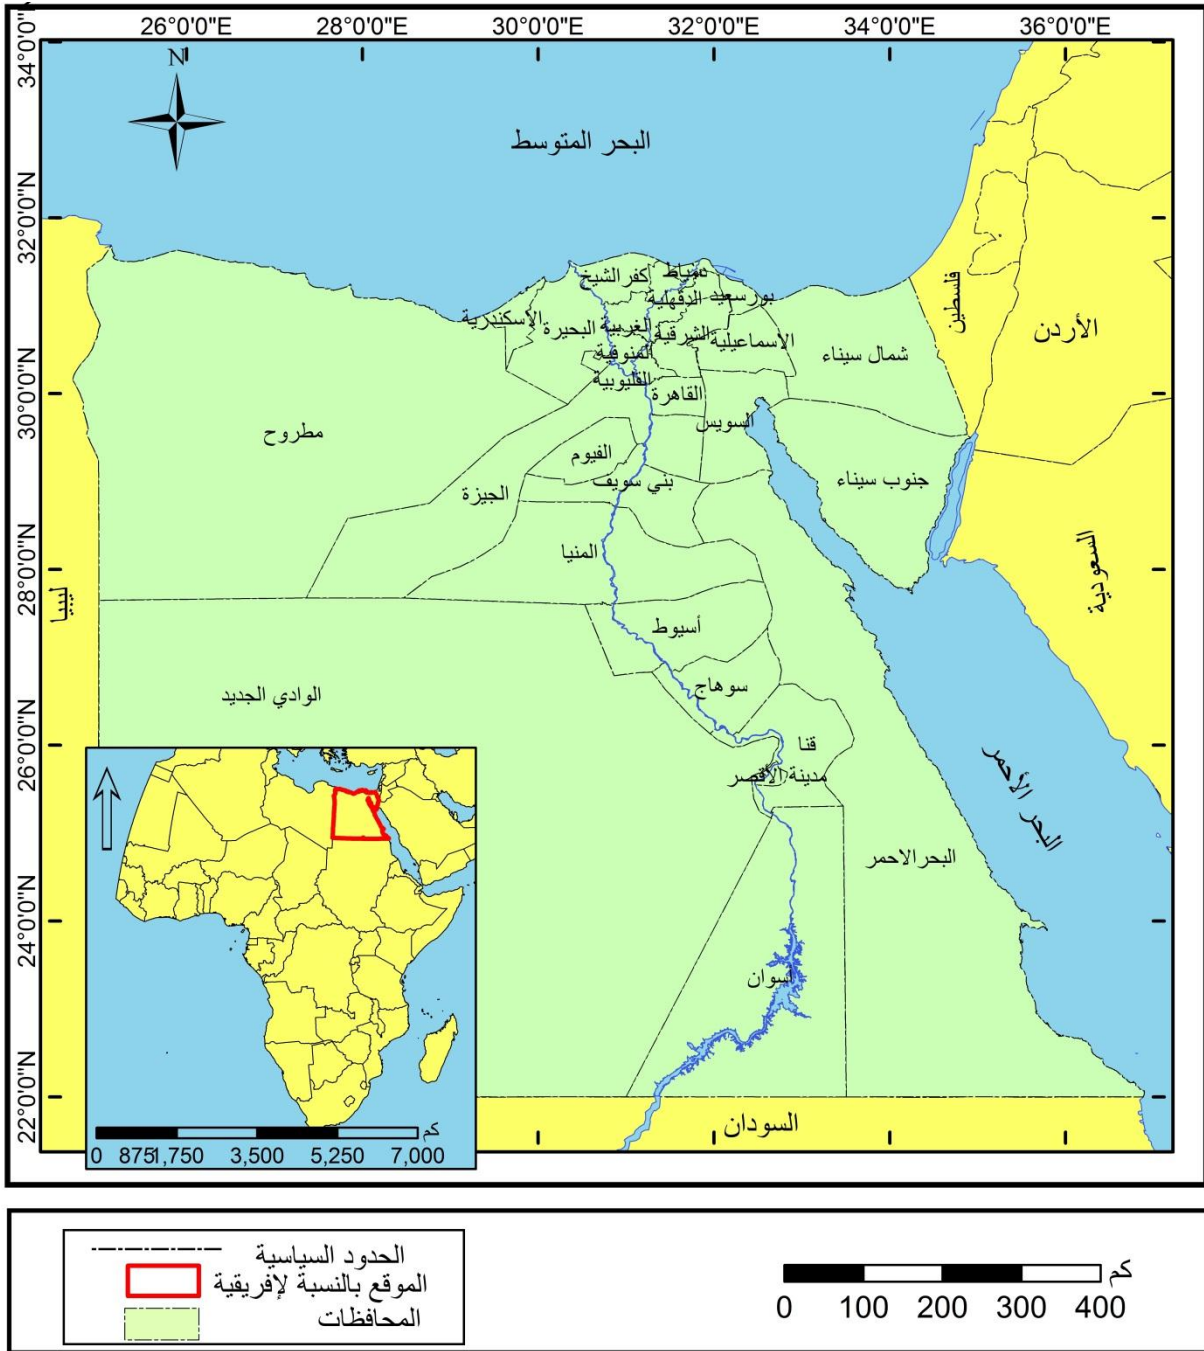 26°0'0"E 28°0'0"E 30°0'0"E 32°0'0"E 34°0'0"E 36°0'0"E
34°0'0"N
32°0'0"N
30°0'0"N
28°0'0"N
26°0'0"N
24°0'0"N
22°0'0"N
N
البحر المتوسط
كفر الشيخ
دمياط
بورسعيد
الدقهلية
الأسكندرية
البحيرة
الغربية
الشرقية
الاسماعيلية
شمال سيناء
فلسطين
الأردن
المنوفية
القليوبية
القاهرة
السويس
مطروح
الفيوم
الجيزة
بني سويف
جنوب سيناء
المنيا
السعودية
ليبيا
أسيوط
سوهاج
الوادي الجديد
قنا
مدينة الأقصر
البحر الأحمر
البحر الاحمر
أسوان
السودان
كم
0 875 1,750 3,500 5,250 7,000
الحدود السياسية
الموقع بالنسبة لإفريقية
المحافظات
كم
0 100 200 300 400